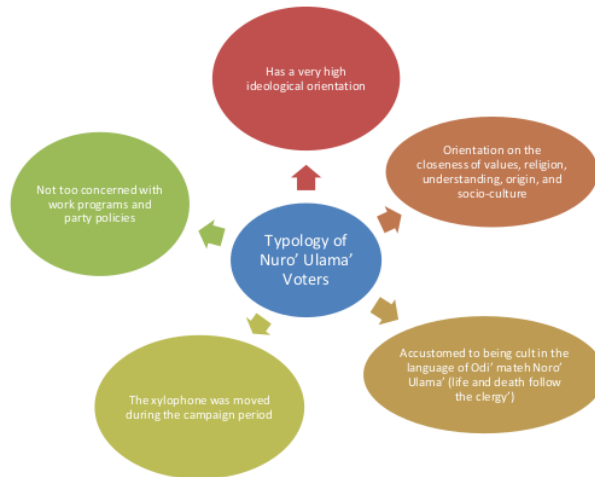 Has a very high
ideological orientation
Orientation on the
closeness of values, religion,
understanding, origin, and
socio-culture
Not too concerned with
work programs and
party policies
Typology of
Nuro’ Ulama’
Voters
Accustomed to being cult in the
language of Odi’ mateh Noro’
Ulama’ (life and death follow
the clergy’)
The xylophone was moved
during the campaign period